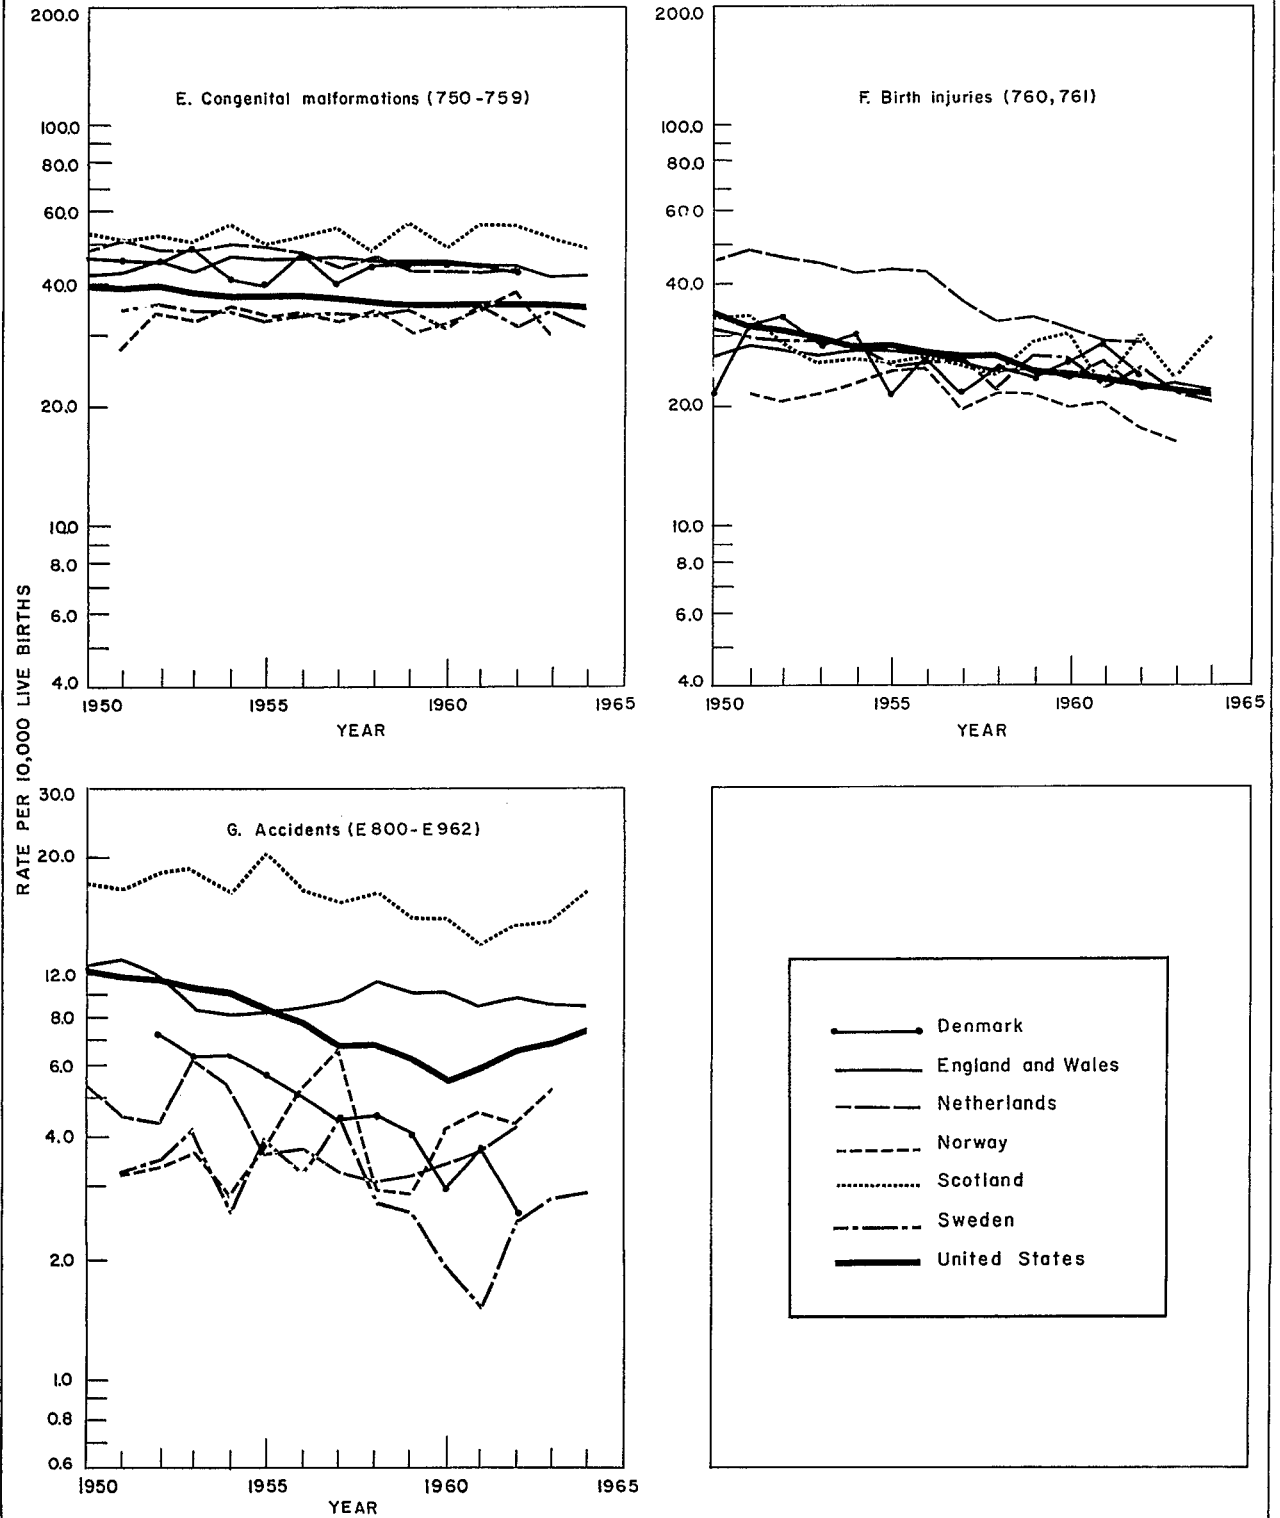 RATE PER 10,000 LIVE BIRTHS
E. Congenital malformations (750-759)
200.0
100.0
80.0
60.0
40.0
20.0
10.0
8.0
6.0
4.0
1950 1955 1960 1965
YEAR
F. Birth injuries (760, 761)
200.0
100.0
80.0
60.0
40.0
20.0
10.0
8.0
6.0
4.0
1950 1955 1960 1965
YEAR
G. Accidents (E800-E962)
30.0
20.0
12.0
8.0
6.0
4.0
2.0
1.0
0.8
0.6
1950 1955 1960 1965
YEAR
Denmark
England and Wales
Netherlands
Norway
Scotland
Sweden
United States